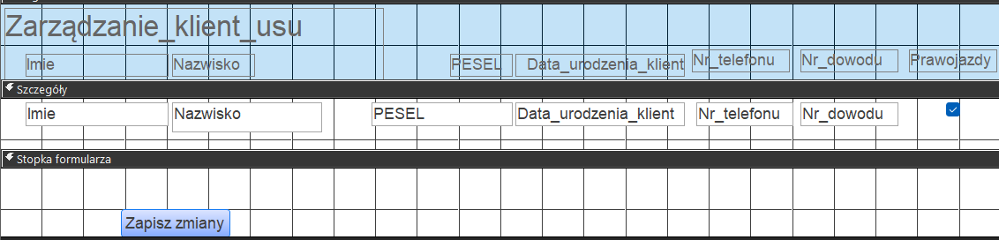 Zarządzanie_klient_usu
Imie Nazwisko PESEL Data_urodzenia_klient Nr_telefonu Nr_dowodu Prawojazdy
Szczegóły
Imie Nazwisko PESEL Data_urodzenia_klient Nr_telefonu Nr_dowodu
Stopka formularza
Zapisz zmiany